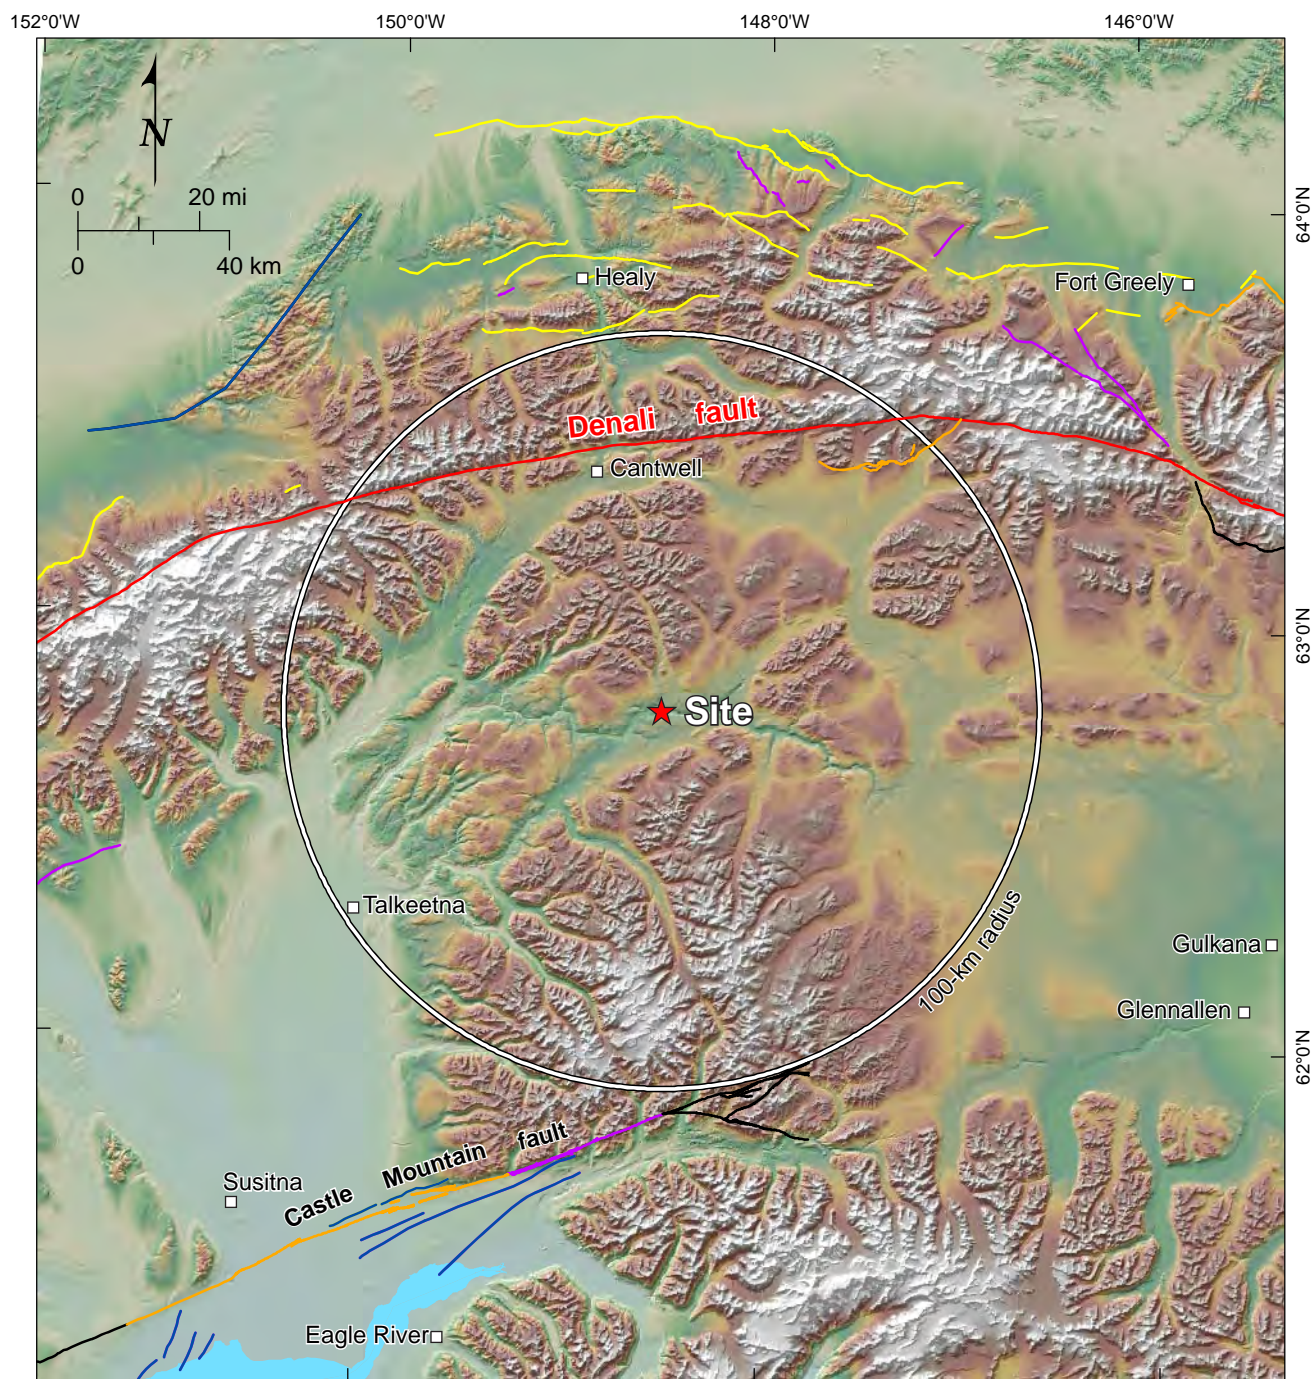 152°0'W
150°0'W
148°0'W
146°0'W
N
0
20 mi
0
40 km
64°0'N
Healy
Fort Greely
Denali fault
Cantwell
63°0'N
Site
Talkeetna
100-km radius
Gulkana
Glennallen
62°0'N
Castle Mountain fault
Susitna
Eagle River